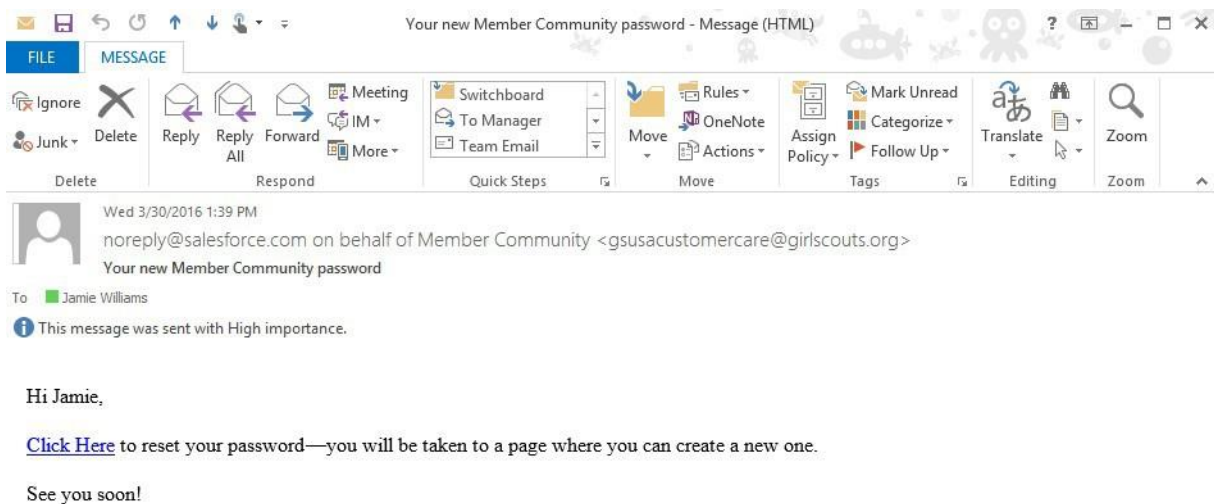 Your new Member Community password - Message (HTML)
FILE MESSAGE
Ignore
Junk
Delete
Reply
Reply All
Forward
Meeting
IM
More
Switchboard
To Manager
Team Email
Move
Rules
OneNote
Actions
Assign Policy
Mark Unread
Categorize
Follow Up
Translate
Zoom
Delete Respond Quick Steps Move Tags Editing Zoom
Wed 3/30/2016 1:39 PM
noreply@salesforce.com on behalf of Member Community <gsusacustomercare@girlscouts.org>
Your new Member Community password
To Jamie Williams
This message was sent with High importance.
Hi Jamie,
Click Here to reset your password—you will be taken to a page where you can create a new one.
See you soon!